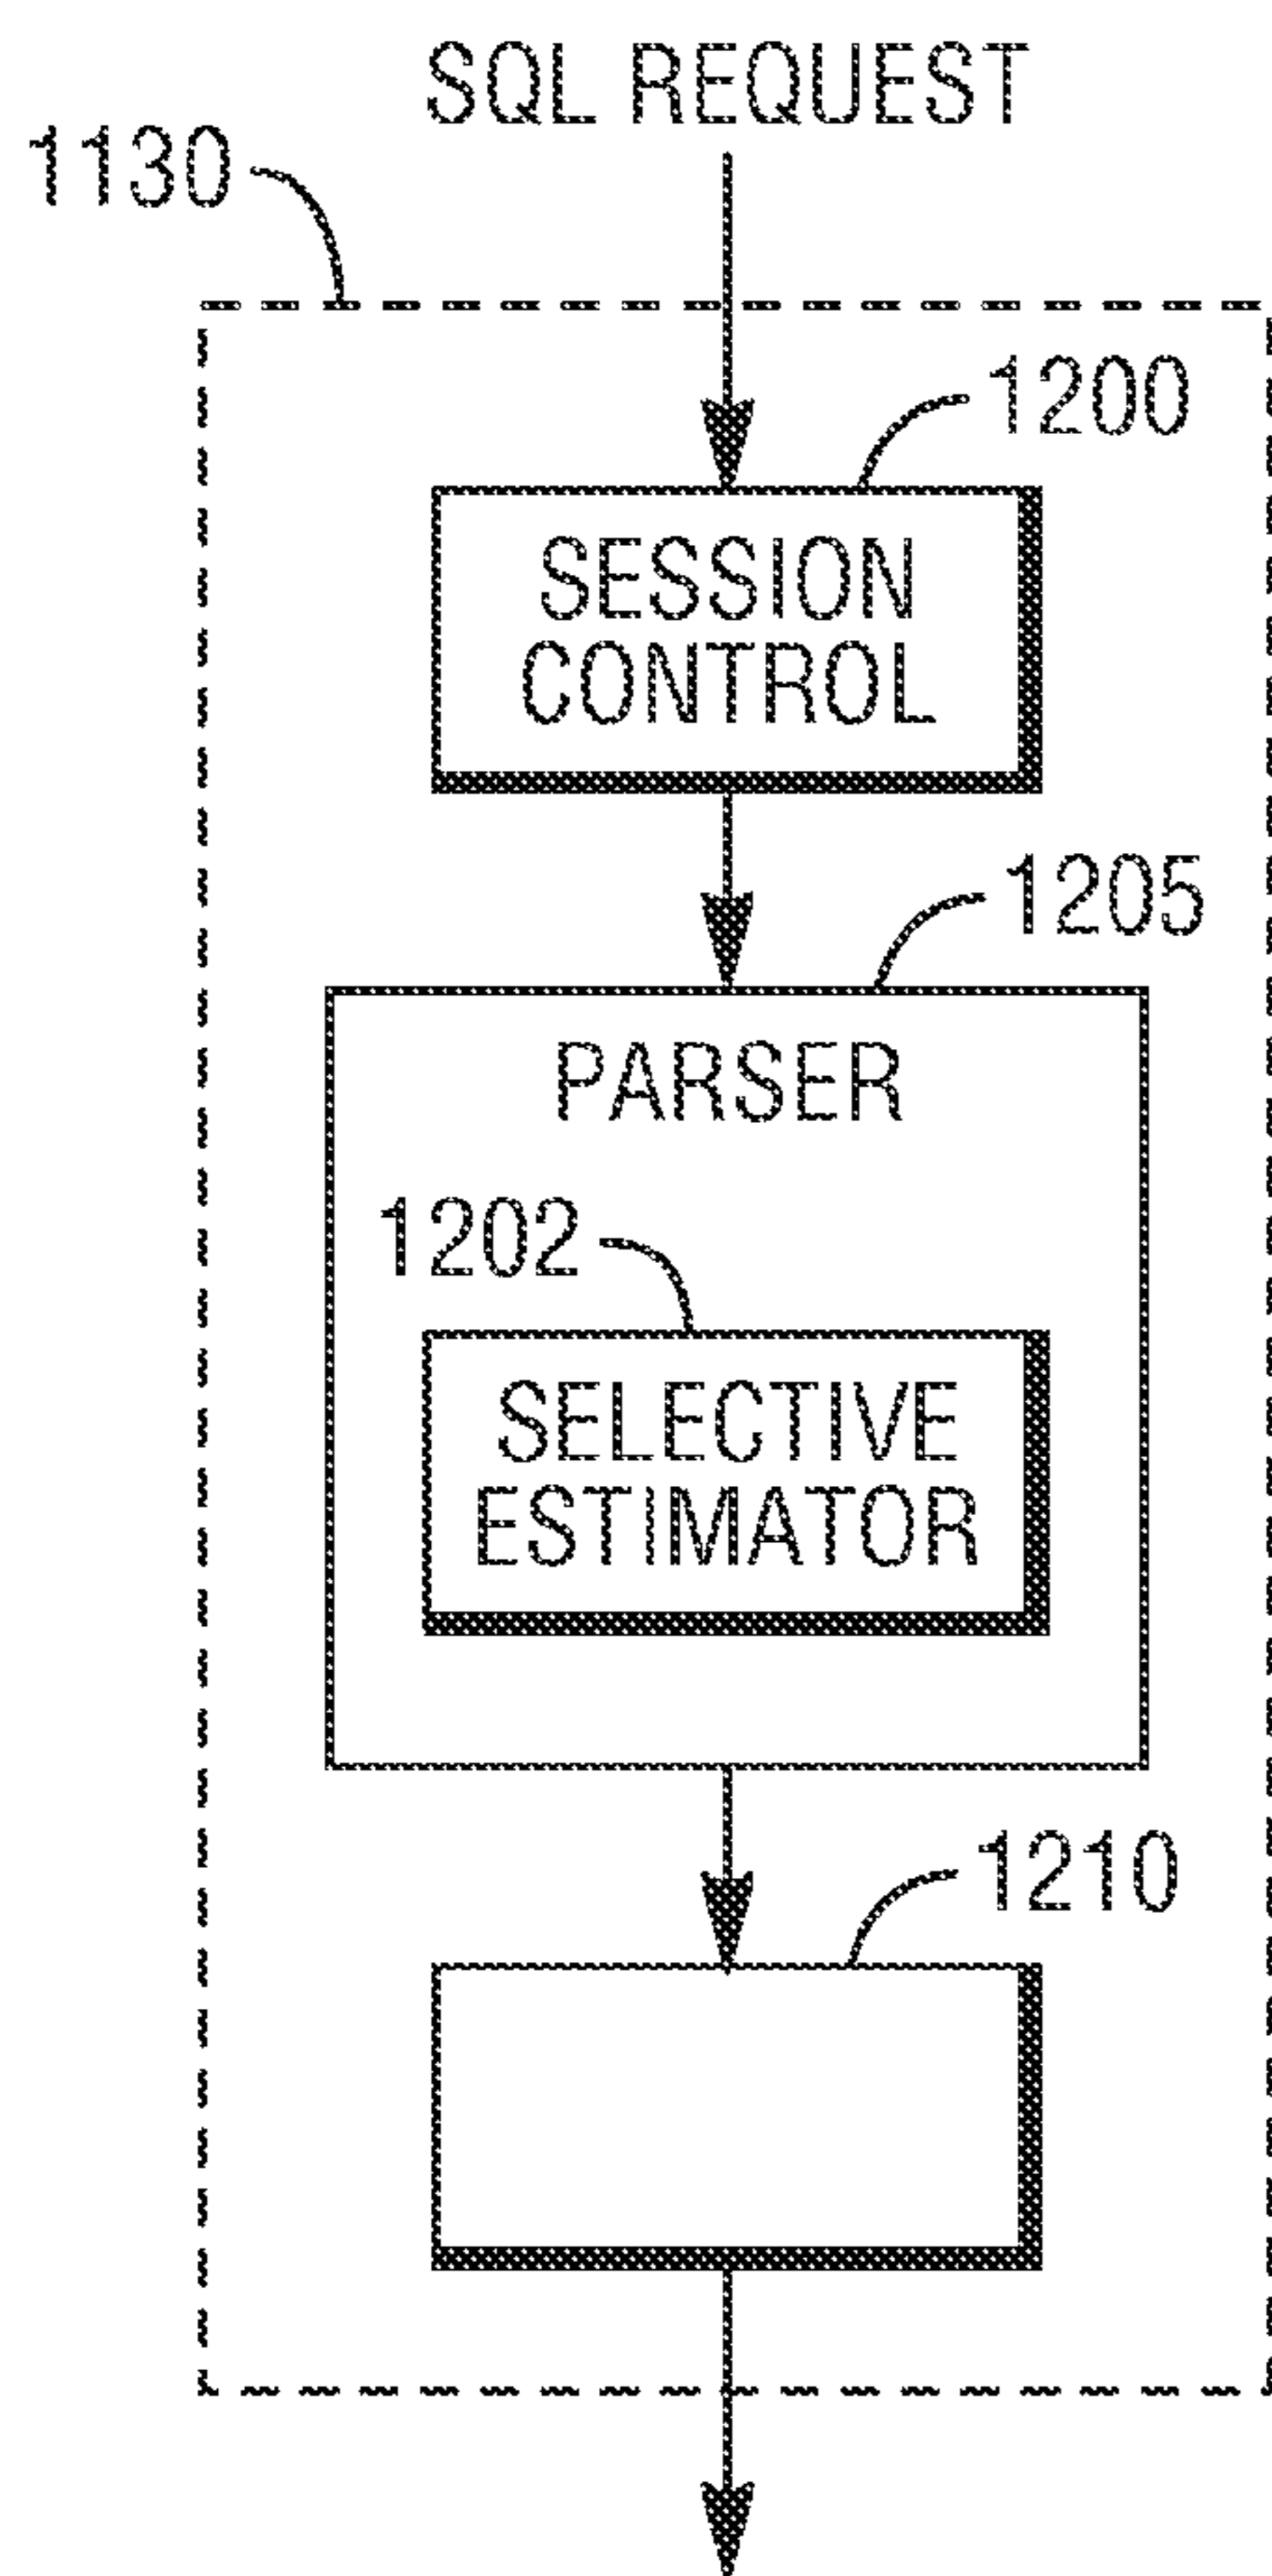 SQL REQUEST
1130
1200
SESSION
CONTROL
1205
PARSER
1202
SELECTIVE
ESTIMATOR
1210